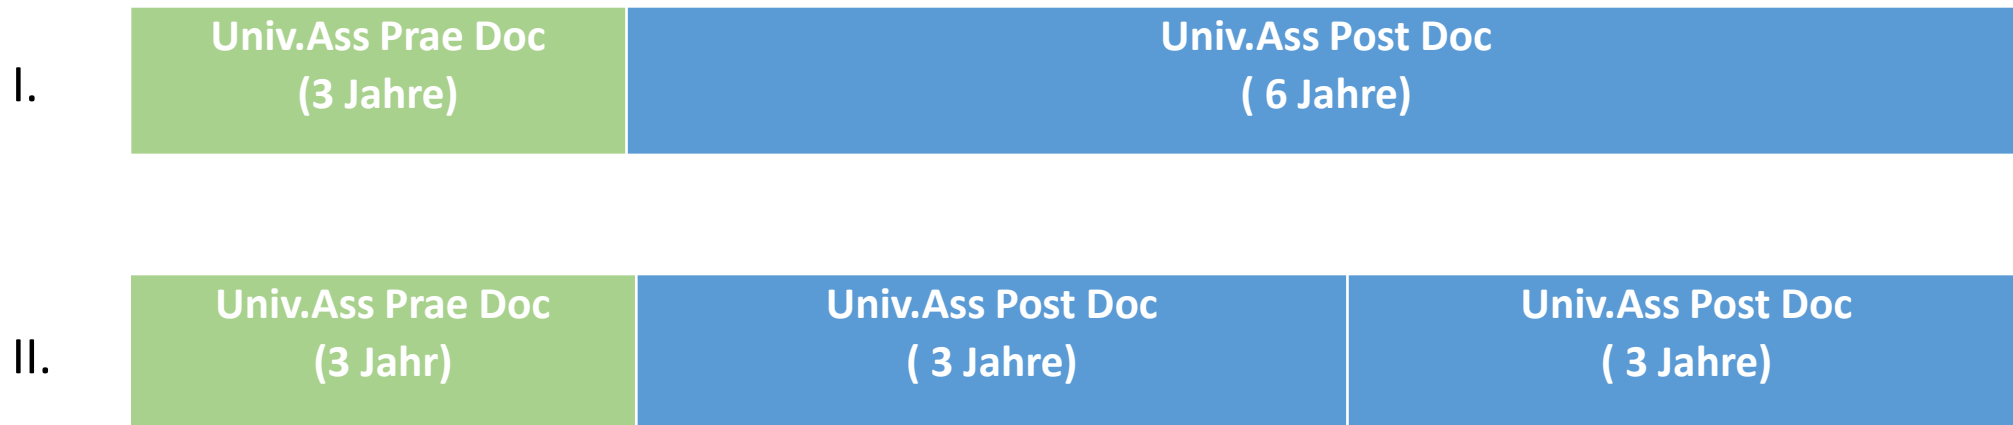 I.
Univ.Ass Prae Doc
(3 Jahre)
Univ.Ass Post Doc
( 6 Jahre)
II.
Univ.Ass Prae Doc
(3 Jahr)
Univ.Ass Post Doc
( 3 Jahre)
Univ.Ass Post Doc
( 3 Jahre)